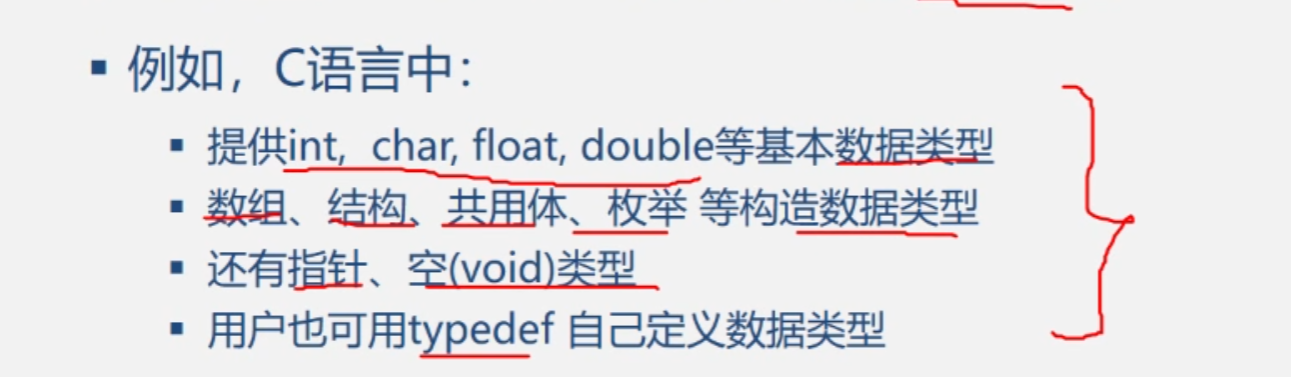 例如，C语言中：
提供int, char, float, double等基本数据类型
数组、结构、共用体、枚举 等构造数据类型
还有指针、空(void)类型
用户也可用typedef 自己定义数据类型